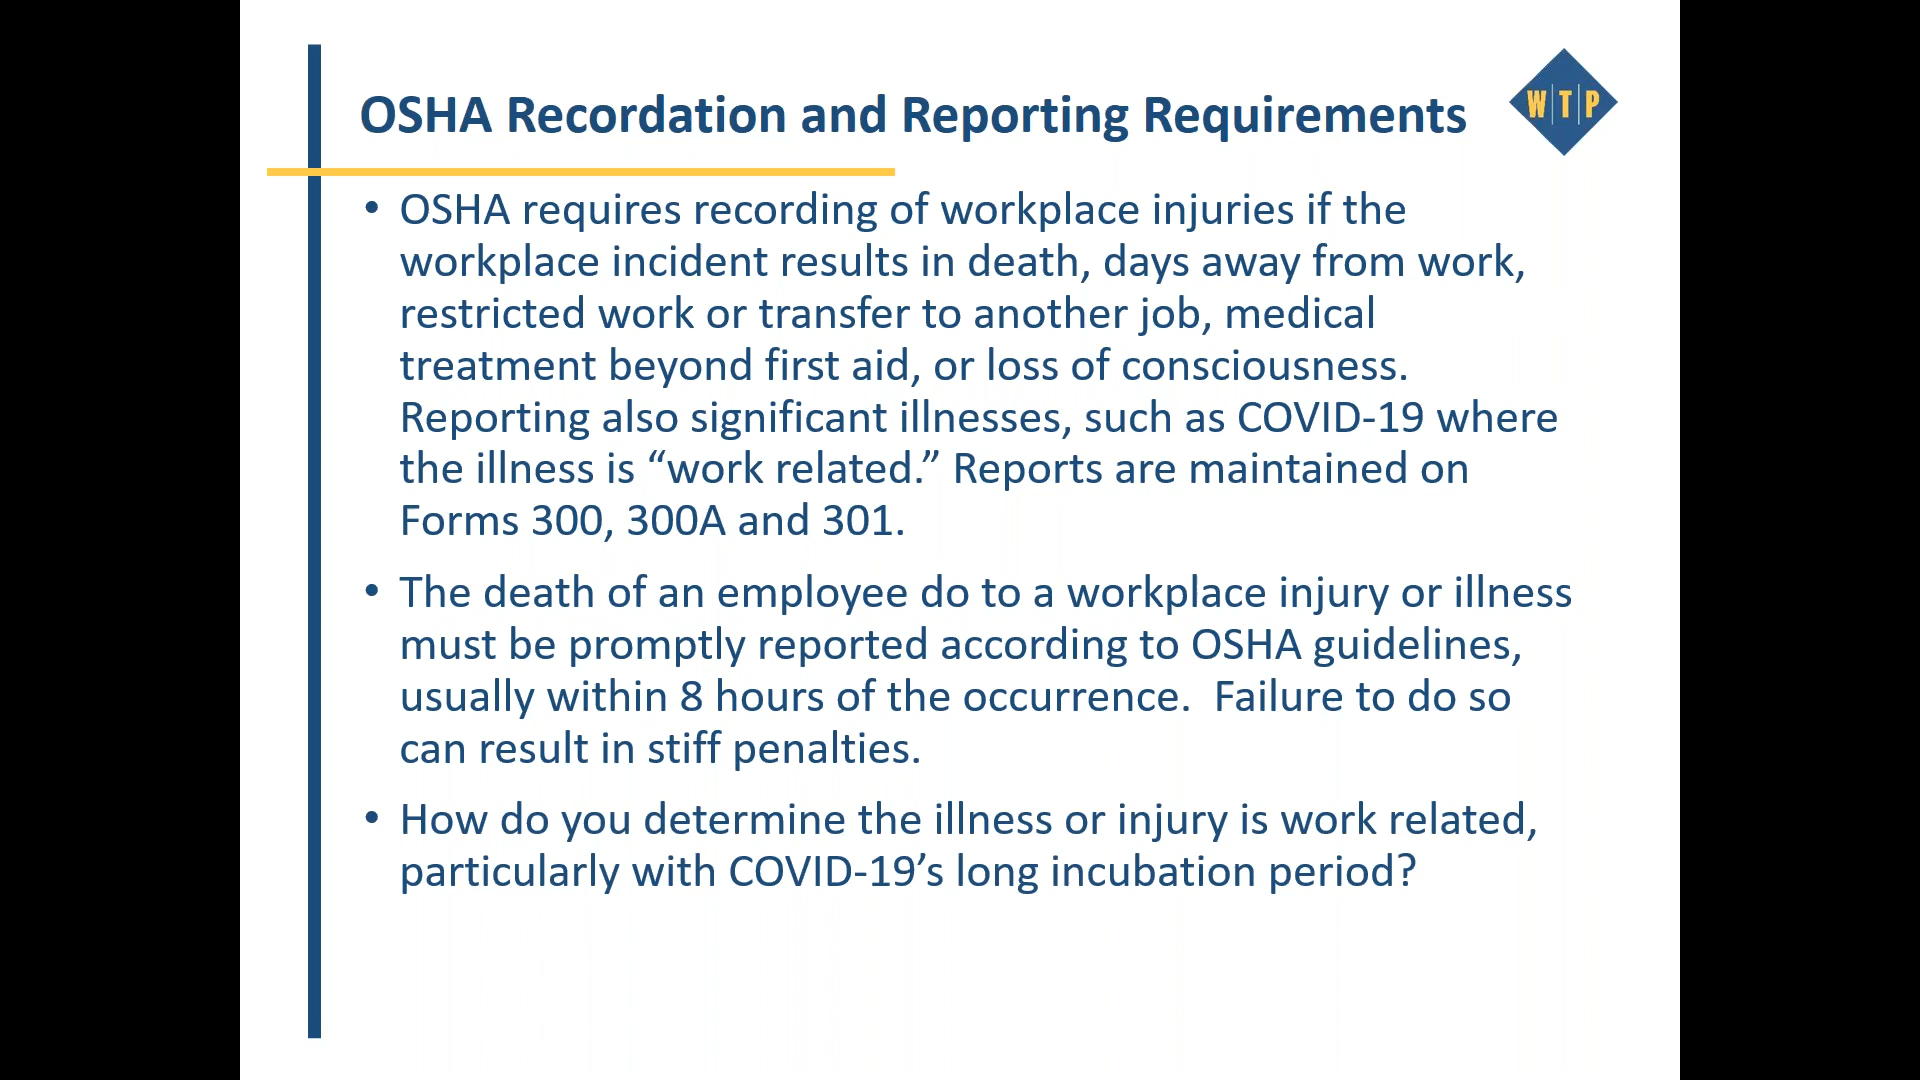 OSHA Recordation and Reporting Requirements
W|T|P
• OSHA requires recording of workplace injuries if the
workplace incident results in death, days away from work,
restricted work or transfer to another job, medical
treatment beyond first aid, or loss of consciousness.
Reporting also significant illnesses, such as COVID-19 where
the illness is “work related.” Reports are maintained on
Forms 300, 300A and 301.
• The death of an employee do to a workplace injury or illness
must be promptly reported according to OSHA guidelines,
usually within 8 hours of the occurrence.  Failure to do so
can result in stiff penalties.
• How do you determine the illness or injury is work related,
particularly with COVID-19’s long incubation period?